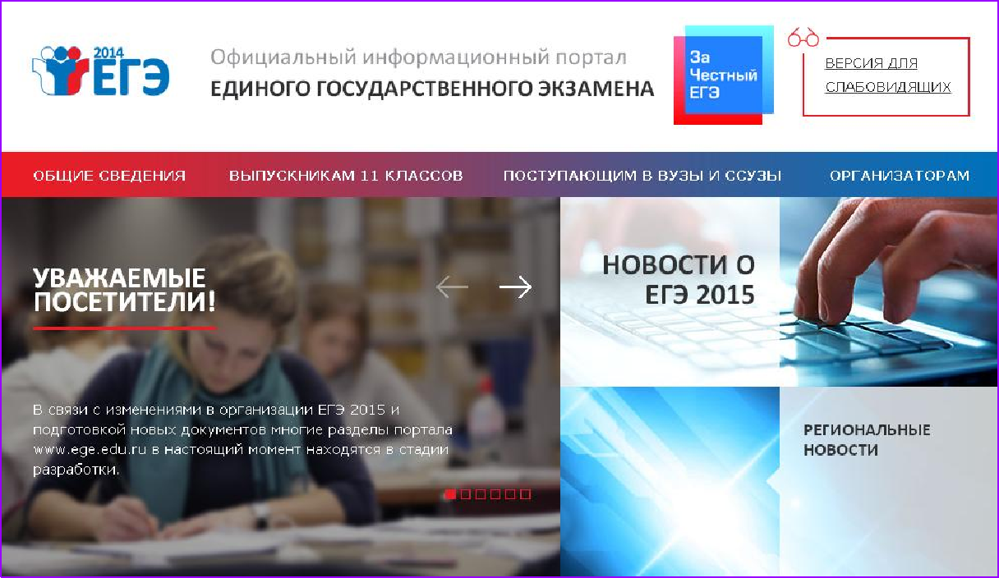 2014
ЕГЭ
Официальный информационный портал
ЕДИНОГО ГОСУДАРСТВЕННОГО ЭКЗАМЕНА
За
Честный
ЕГЭ
ВЕРСИЯ ДЛЯ
СЛАБОВИДЯЩИХ
ОБЩИЕ СВЕДЕНИЯ ВЫПУСКНИКАМ 11 КЛАССОВ ПОСТУПАЮЩИМ В ВУЗЫ И ССУЗЫ ОРГАНИЗАТОРАМ
УВАЖАЕМЫЕ
ПОСЕТИТЕЛИ!
В связи с изменениями в организации ЕГЭ 2015 и
подготовкой новых документов многие разделы портала
www.ege.edu.ru в настоящий момент находятся в стадии
разработки.
НОВОСТИ О
ЕГЭ 2015
РЕГИОНАЛЬНЫЕ
НОВОСТИ